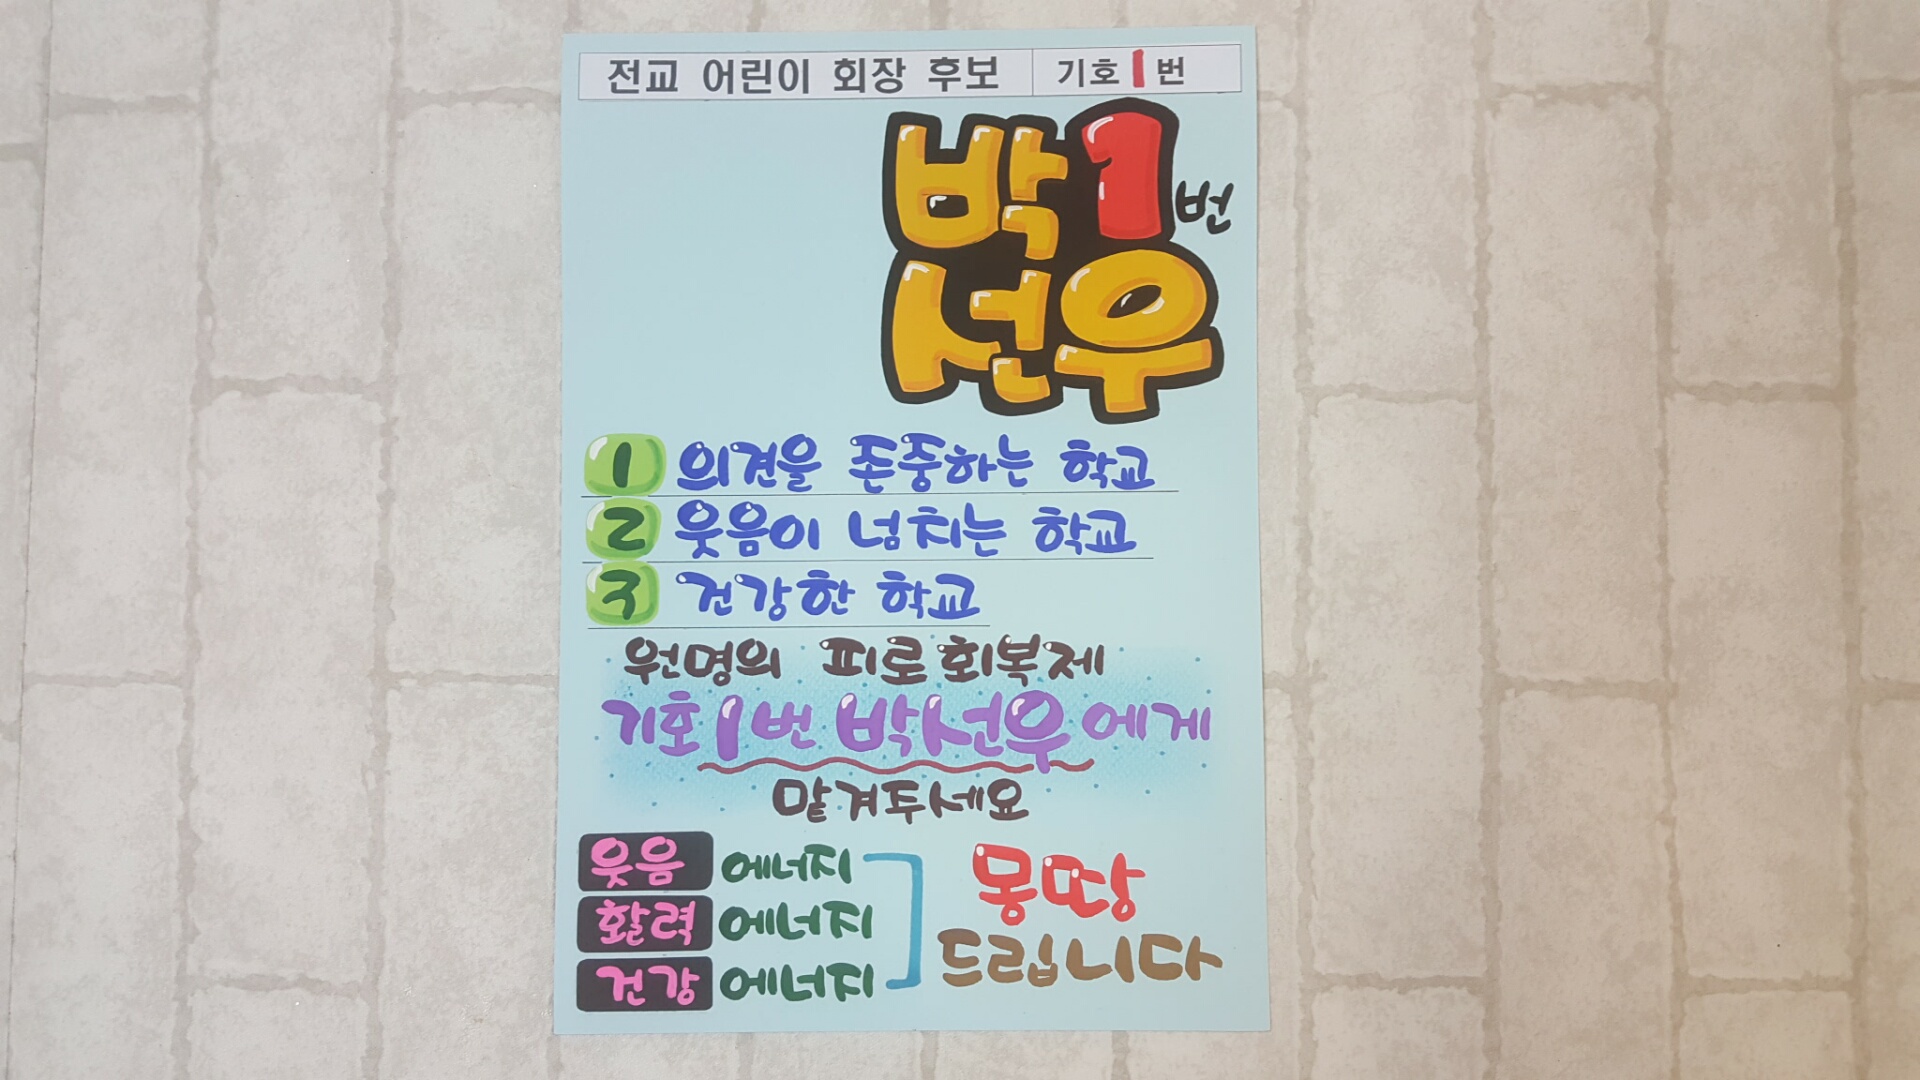 전교 어린이 회장 후보 기호 1 번
박 1번
선우
1 의견을 존중하는 학교
2 웃음이 넘치는 학교
3 건강한 학교
원명의 피로회복제
기호 1번 박선우에게
맡겨두세요
웃음 에너지
활력 에너지
건강 에너지
몽땅
드립니다